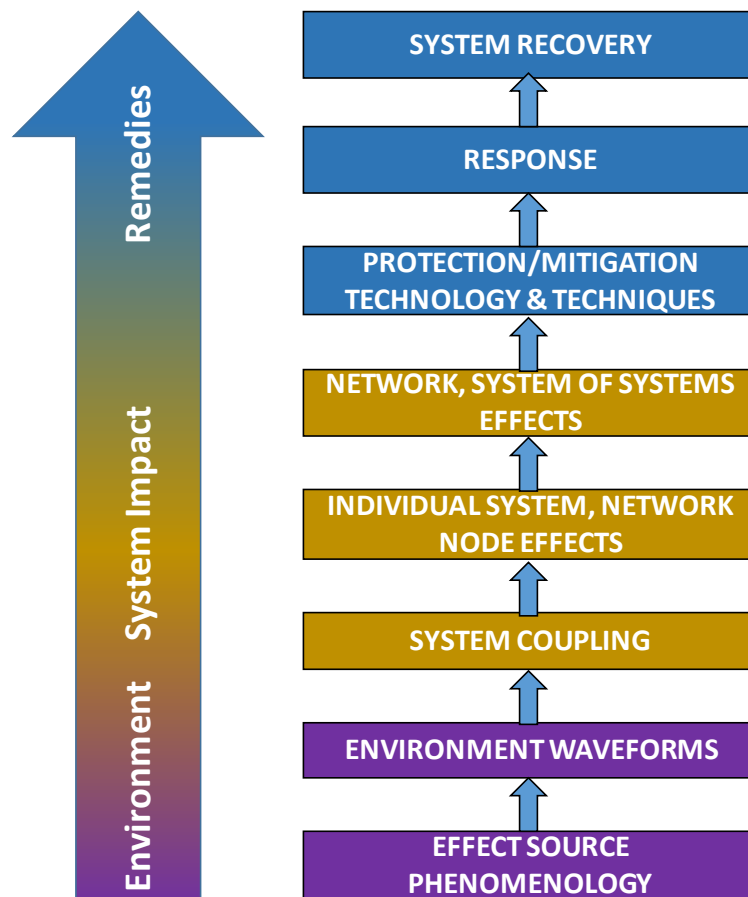 SYSTEM RECOVERY
RESPONSE
PROTECTION/MITIGATION
TECHNOLOGY & TECHNIQUES
NETWORK, SYSTEM OF SYSTEMS
EFFECTS
INDIVIDUAL SYSTEM, NETWORK
NODE EFFECTS
SYSTEM COUPLING
ENVIRONMENT WAVEFORMS
EFFECT SOURCE
PHENOMENOLOGY
Remedies
System Impact
Environment